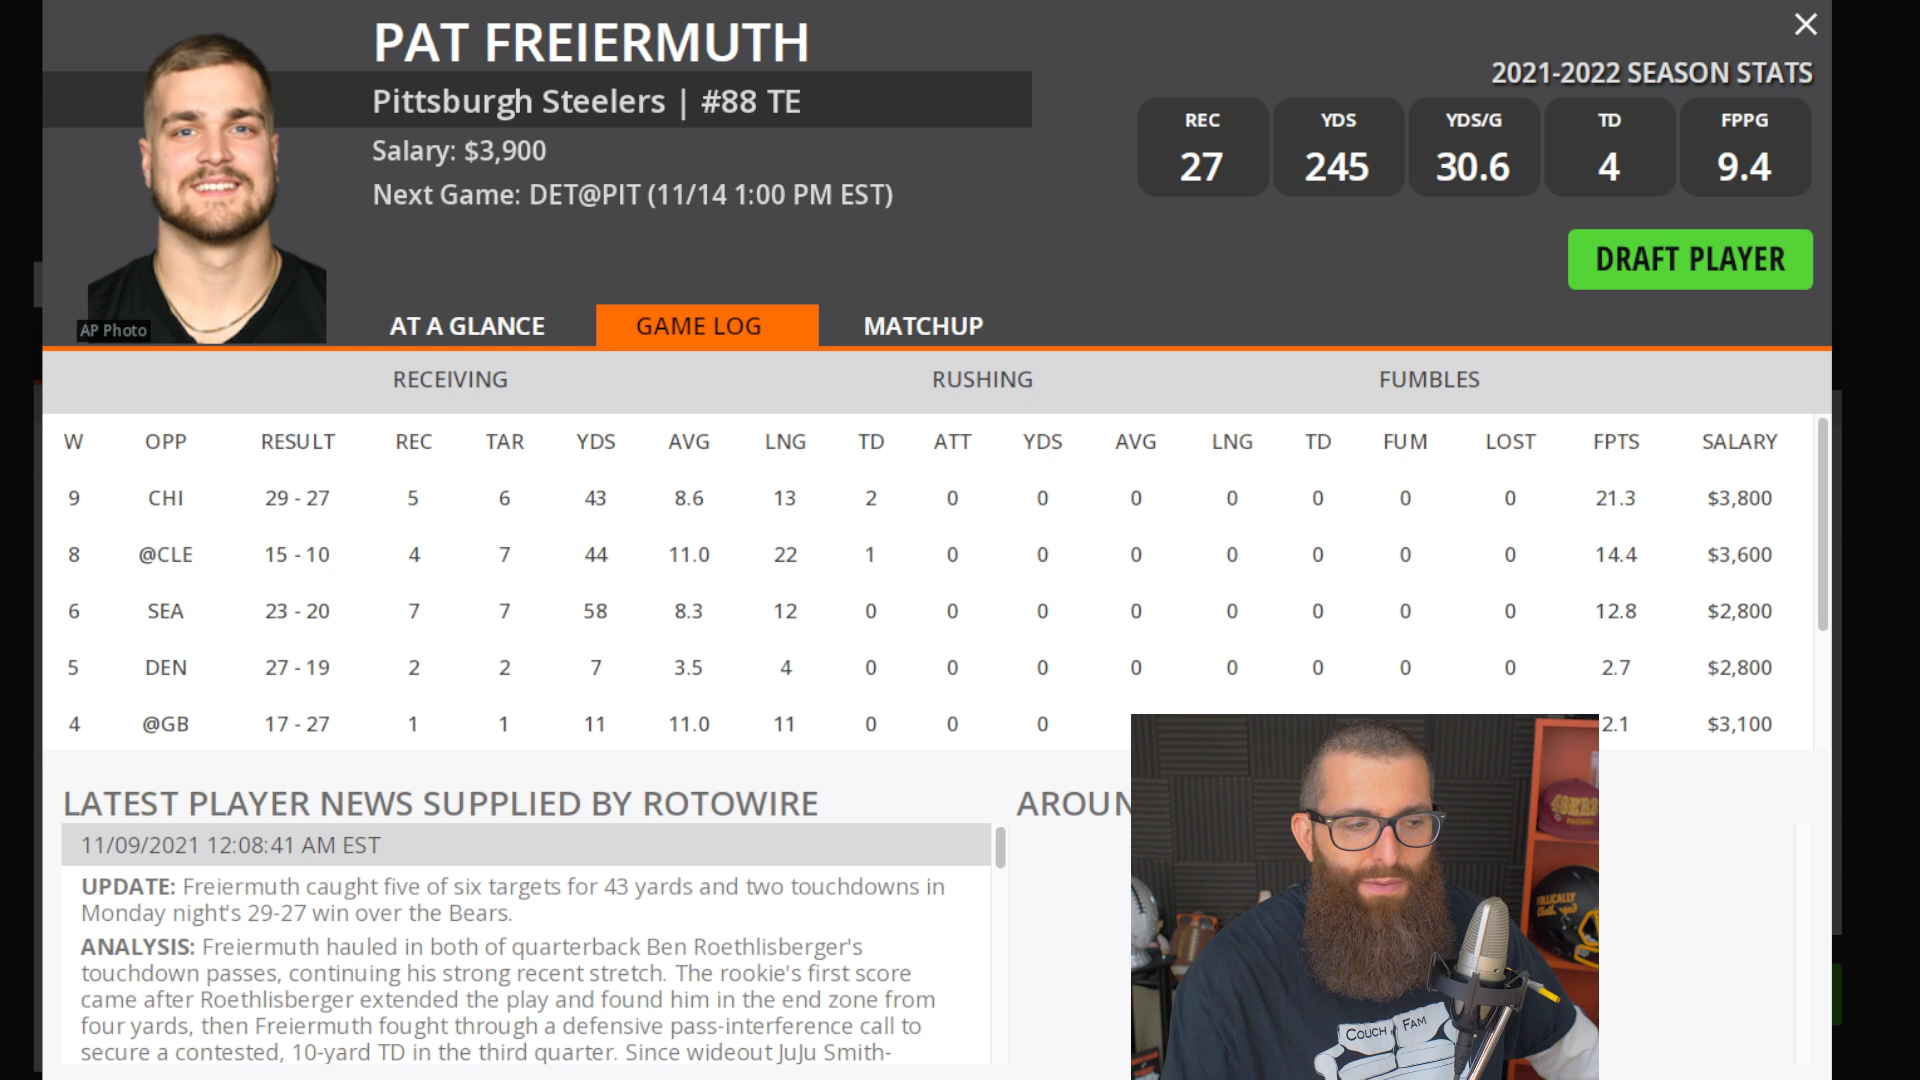 PAT FREIERMUTH
Pittsburgh Steelers | #88 TE
Salary: $3,900
Next Game: DET@PIT (11/14 1:00 PM EST)
AP Photo
2021-2022 SEASON STATS
REC YDS YDS/G TD FPPG
27 245 30.6 4 9.4
DRAFT PLAYER
AT A GLANCE GAME LOG MATCHUP
RECEIVING RUSHING FUMBLES
W OPP RESULT REC TAR YDS AVG LNG TD ATT YDS AVG LNG TD FUM LOST FPTS SALARY
9 CHI 29 - 27 5 6 43 8.6 13 2 0 0 0 0 0 0 0 21.3 $3,800
8 @CLE 15 - 10 4 7 44 11.0 22 1 0 0 0 0 0 0 0 14.4 $3,600
6 SEA 23 - 20 7 7 58 8.3 12 0 0 0 0 0 0 0 0 12.8 $2,800
5 DEN 27 - 19 2 2 7 3.5 4 0 0 0 0 0 0 0 0 2.7 $2,800
4 @GB 17 - 27 1 1 11 11.0 11 0 0 0 2.1 $3,100
LATEST PLAYER NEWS SUPPLIED BY ROTOWIRE
AROUN
11/09/2021 12:08:41 AM EST
UPDATE: Freiermuth caught five of six targets for 43 yards and two touchdowns in
Monday night's 29-27 win over the Bears.
ANALYSIS: Freiermuth hauled in both of quarterback Ben Roethlisberger's
touchdown passes, continuing his strong recent stretch. The rookie's first score
came after Roethlisberger extended the play and found him in the end zone from
four yards, then Freiermuth fought through a defensive pass-interference call to
secure a contested, 10-yard TD in the third quarter. Since wideout JuJu Smith-
49ERS
FOOTBALL
FOLLICALLY
Challenged
COUCH FAM